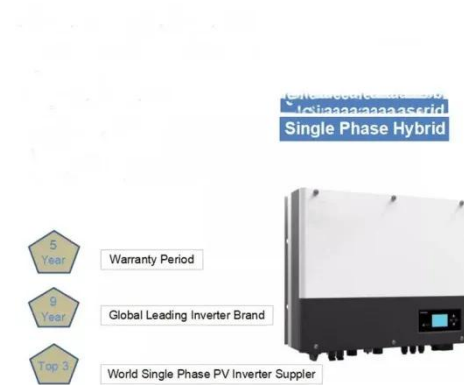 Single Phase Hybrid
5
Year
Warranty Period
9
Year
Global Leading Inverter Brand
Top 3
World Single Phase PV Inverter Suppler